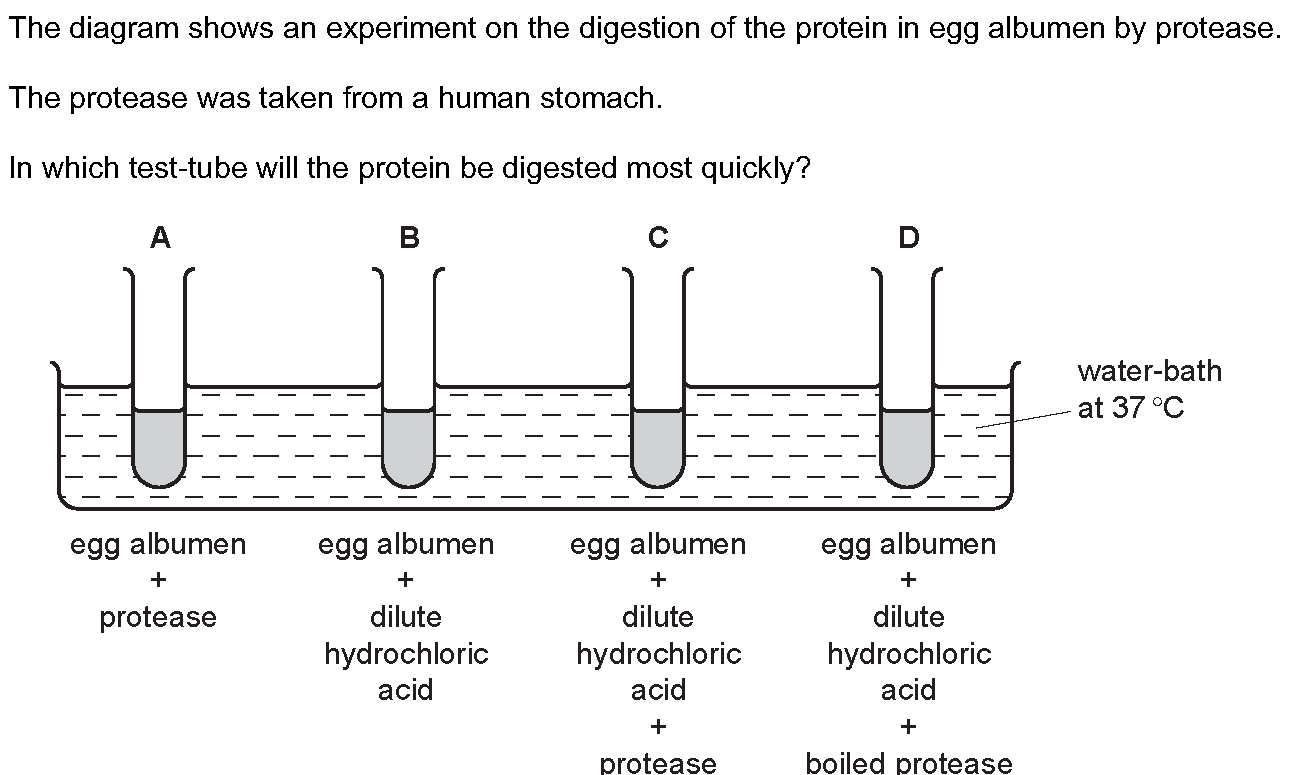 The diagram shows an experiment on the digestion of the protein in egg albumen by protease.
The protease was taken from a human stomach.
In which test-tube will the protein be digested most quickly?
A
B
C
D
water-bath
at 37 °C
egg albumen
+
protease
egg albumen
+
dilute
hydrochloric
acid
egg albumen
+
dilute
hydrochloric
acid
+
protease
egg albumen
+
dilute
hydrochloric
acid
+
boiled protease